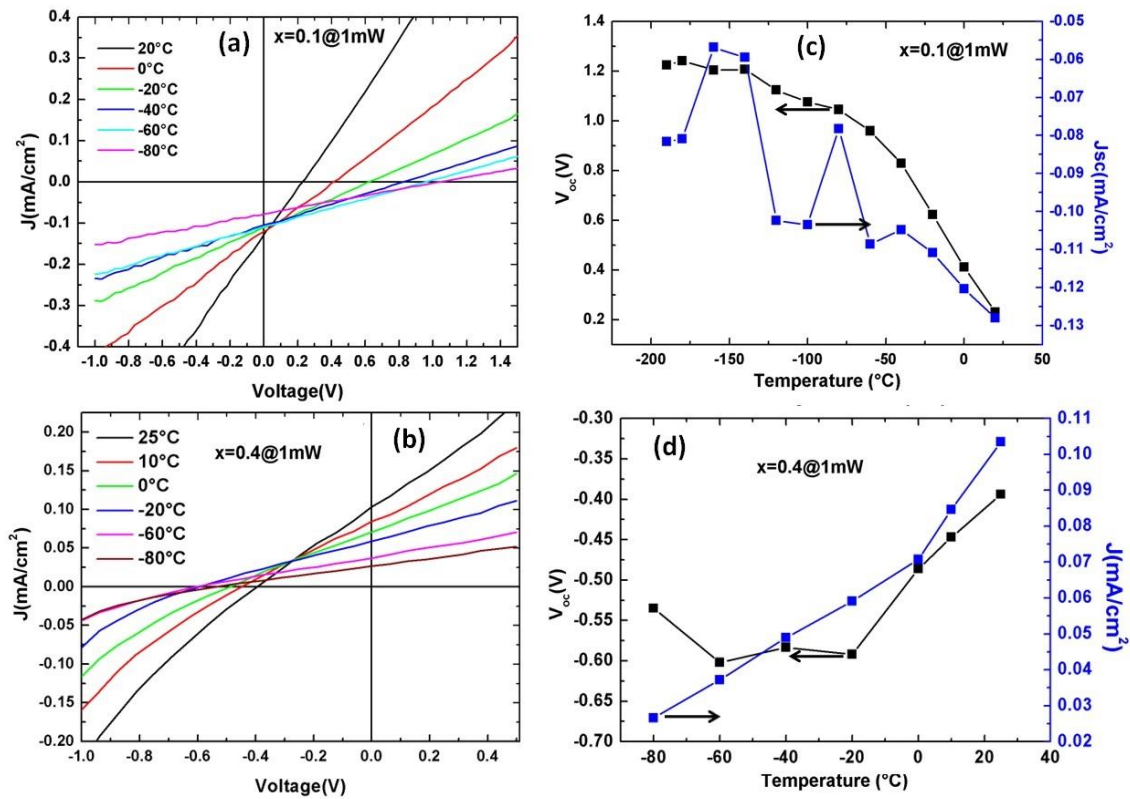 (a)
x=0.1@1mW
20°C
0°C
-20°C
-40°C
-60°C
-80°C
J(mA/cm²)
0.4
0.3
0.2
0.1
0.0
-0.1
-0.2
-0.3
-0.4
-1.0 -0.8 -0.6 -0.4 -0.2 0.0 0.2 0.4 0.6 0.8 1.0 1.2 1.4
Voltage(V)
(c)
x=0.1@1mW
Voc(V)
1.4
1.2
1.0
0.8
0.6
0.4
0.2
-200 -150 -100 -50 0 50
Temperature (°C)
-0.05
-0.06
-0.07
-0.08
-0.09
-0.10
-0.11
-0.12
-0.13
Jsc(mA/cm²)
(b)
x=0.4@1mW
25°C
10°C
0°C
-20°C
-60°C
-80°C
J(mA/cm²)
0.20
0.15
0.10
0.05
0.00
-0.05
-0.10
-0.15
-0.20
-1.0 -0.8 -0.6 -0.4 -0.2 0.0 0.2 0.4
Voltage(V)
(d)
x=0.4@1mW
Voc(V)
-0.30
-0.35
-0.40
-0.45
-0.50
-0.55
-0.60
-0.65
-0.70
-80 -60 -40 -20 0 20 40
Temperature (°C)
0.11
0.10
0.09
0.08
0.07
0.06
0.05
0.04
0.03
0.02
J(mA/cm²)